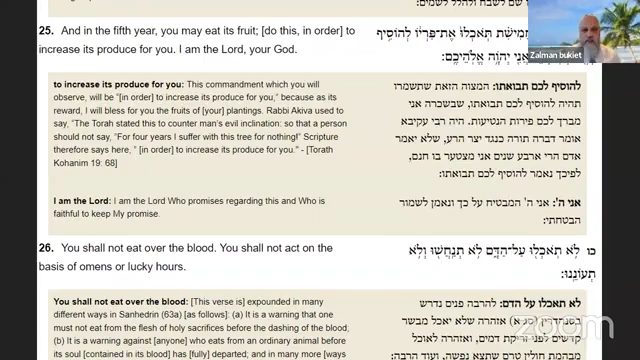 שם לשבח ולהלל לשמים:
25. And in the fifth year, you may eat its fruit; [do this, in order] to
increase its produce for you. I am the Lord, your God.
תֹּאכְלוּ אֶת־פִּרְיוֹ לְהוֹסִיף
אֲנִי יְהֹוָה אֱלֹהֵיכֶם:
Zalman bukiet
to increase its produce for you: This commandment which you will
observe, will be “[in order] to increase its produce for you,” because as its
reward, I will bless for you the fruits of [your] plantings. Rabbi Akiva used to
say, “The Torah stated this to counter man’s evil inclination: so that a person
should not say, “For four years I suffer with this tree for nothing!” Scripture
therefore says here, “ [in order] to increase its produce for you.” - [Torath
Kohanim 19: 68]
להוסיף לכם תבואתו: המצוה הזאת שתשמרו
תהיה להוסיף לכם תבואתו, שבשכרה אני
מברך לכם פירות הנטיעות. היה רבי עקיבא
אומר דברה תורה כנגד יצר הרע, שלא יאמר
אדם הרי ארבע שנים אני מצטער בו חנם,
לפיכך נאמר להוסיף לכם תבואתו:
I am the Lord: I am the Lord Who promises regarding this and Who is
faithful to keep My promise.
אני ה': אני ה' המבטיח על כך ונאמן לשמור
הבטחתי:
26. You shall not eat over the blood. You shall not act on the
basis of omens or lucky hours.
כו לֹא תֹאכְלוּ עַל־הַדָּם לֹא תְנַחֲשׁוּ וְלֹא
תְעוֹנֵנוּ:
You shall not eat over the blood: [This verse is] expounded in many
different ways in Sanhedrin (63a) [as follows]: (a) It is a warning that one
must not eat from the flesh of holy sacrifices before the dashing of the blood;
(b) It is a warning against [anyone] who eats from an ordinary animal before
its soul [contained in its blood] has [fully] departed; and in many more [ways
לא תאכלו על הדם: להרבה פנים נדרש
אזהרה שלא יאכל מבשר
קדשים לפני זריקת דמים, ואזהרה לאוכל
מבהמת חולין טרם שתצא נפשה, ועוד הרבה:
zoom